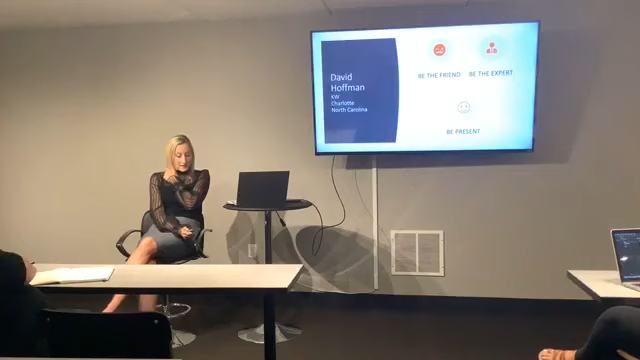 David
Hoffman
KW
Charlotte
North Carolina
BE THE FRIEND
BE THE EXPERT
BE PRESENT